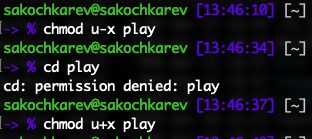 sakochkarev@sakochkarev [13:46:10] [~]
-> % chmod u-x play
sakochkarev@sakochkarev [13:46:34] [~]
-> % cd play
cd: permission denied: play
sakochkarev@sakochkarev [13:46:37] [~]
-> % chmod u+x play